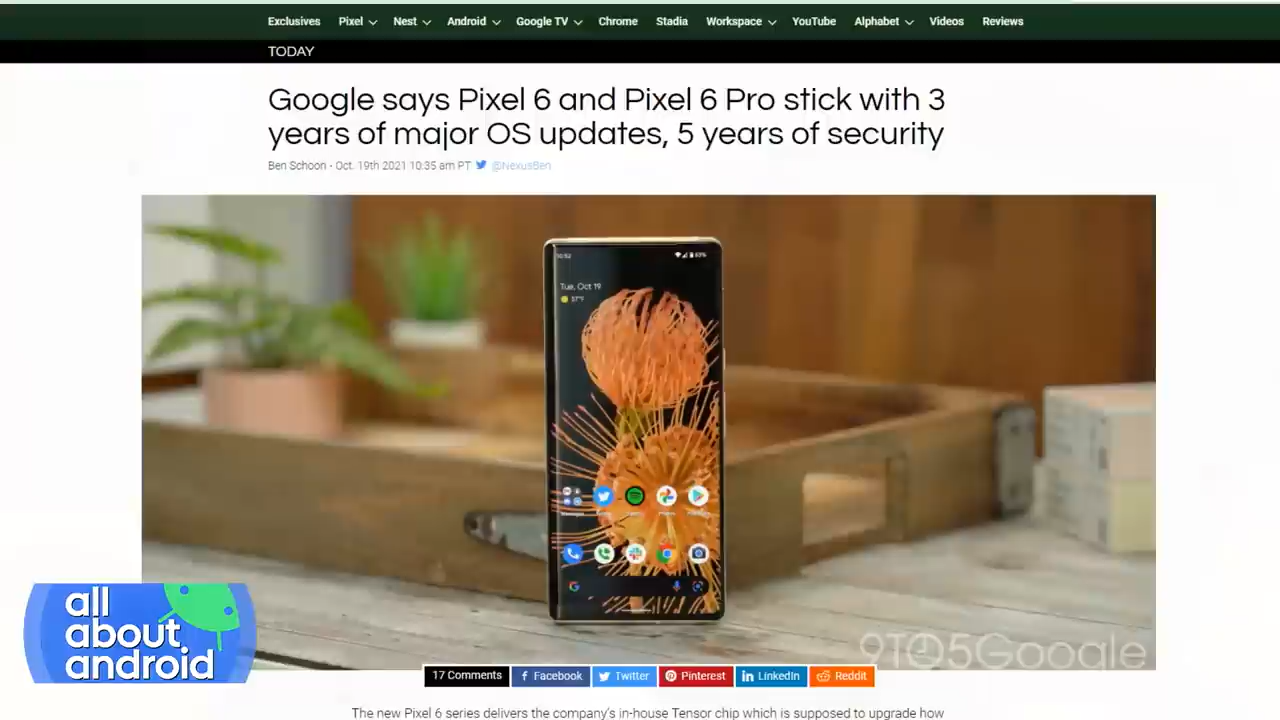 Exclusives Pixel Nest Android Google TV Chrome Stadia Workspace YouTube Alphabet Videos Reviews
TODAY
Google says Pixel 6 and Pixel 6 Pro stick with 3
years of major OS updates, 5 years of security
Ben Schoon - Oct. 19th 2021 10:35 am PT @NexusBen
10:52
Tue, Oct 19
57°F
9TO5Google
all
about
android
17 Comments Facebook Twitter Pinterest LinkedIn Reddit
The new Pixel 6 series delivers the company's in-house Tensor chip which is supposed to upgrade how